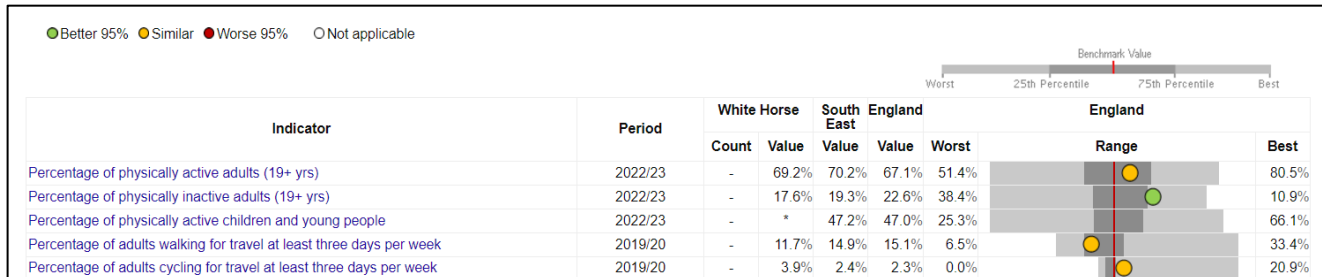 Better 95% Similar Worse 95% Not applicable
Benchmark Value
Worst 25th Percentile 75th Percentile Best
Indicator Period White Horse South East England England
Count Value Value Value Worst Range Best
Percentage of physically active adults (19+ yrs) 2022/23 - 69.2% 70.2% 67.1% 51.4% 80.5%
Percentage of physically inactive adults (19+ yrs) 2022/23 - 17.6% 19.3% 22.6% 38.4% 10.9%
Percentage of physically active children and young people 2022/23 - * 47.2% 47.0% 25.3% 66.1%
Percentage of adults walking for travel at least three days per week 2019/20 - 11.7% 14.9% 15.1% 6.5% 33.4%
Percentage of adults cycling for travel at least three days per week 2019/20 - 3.9% 2.4% 2.3% 0.0% 20.9%